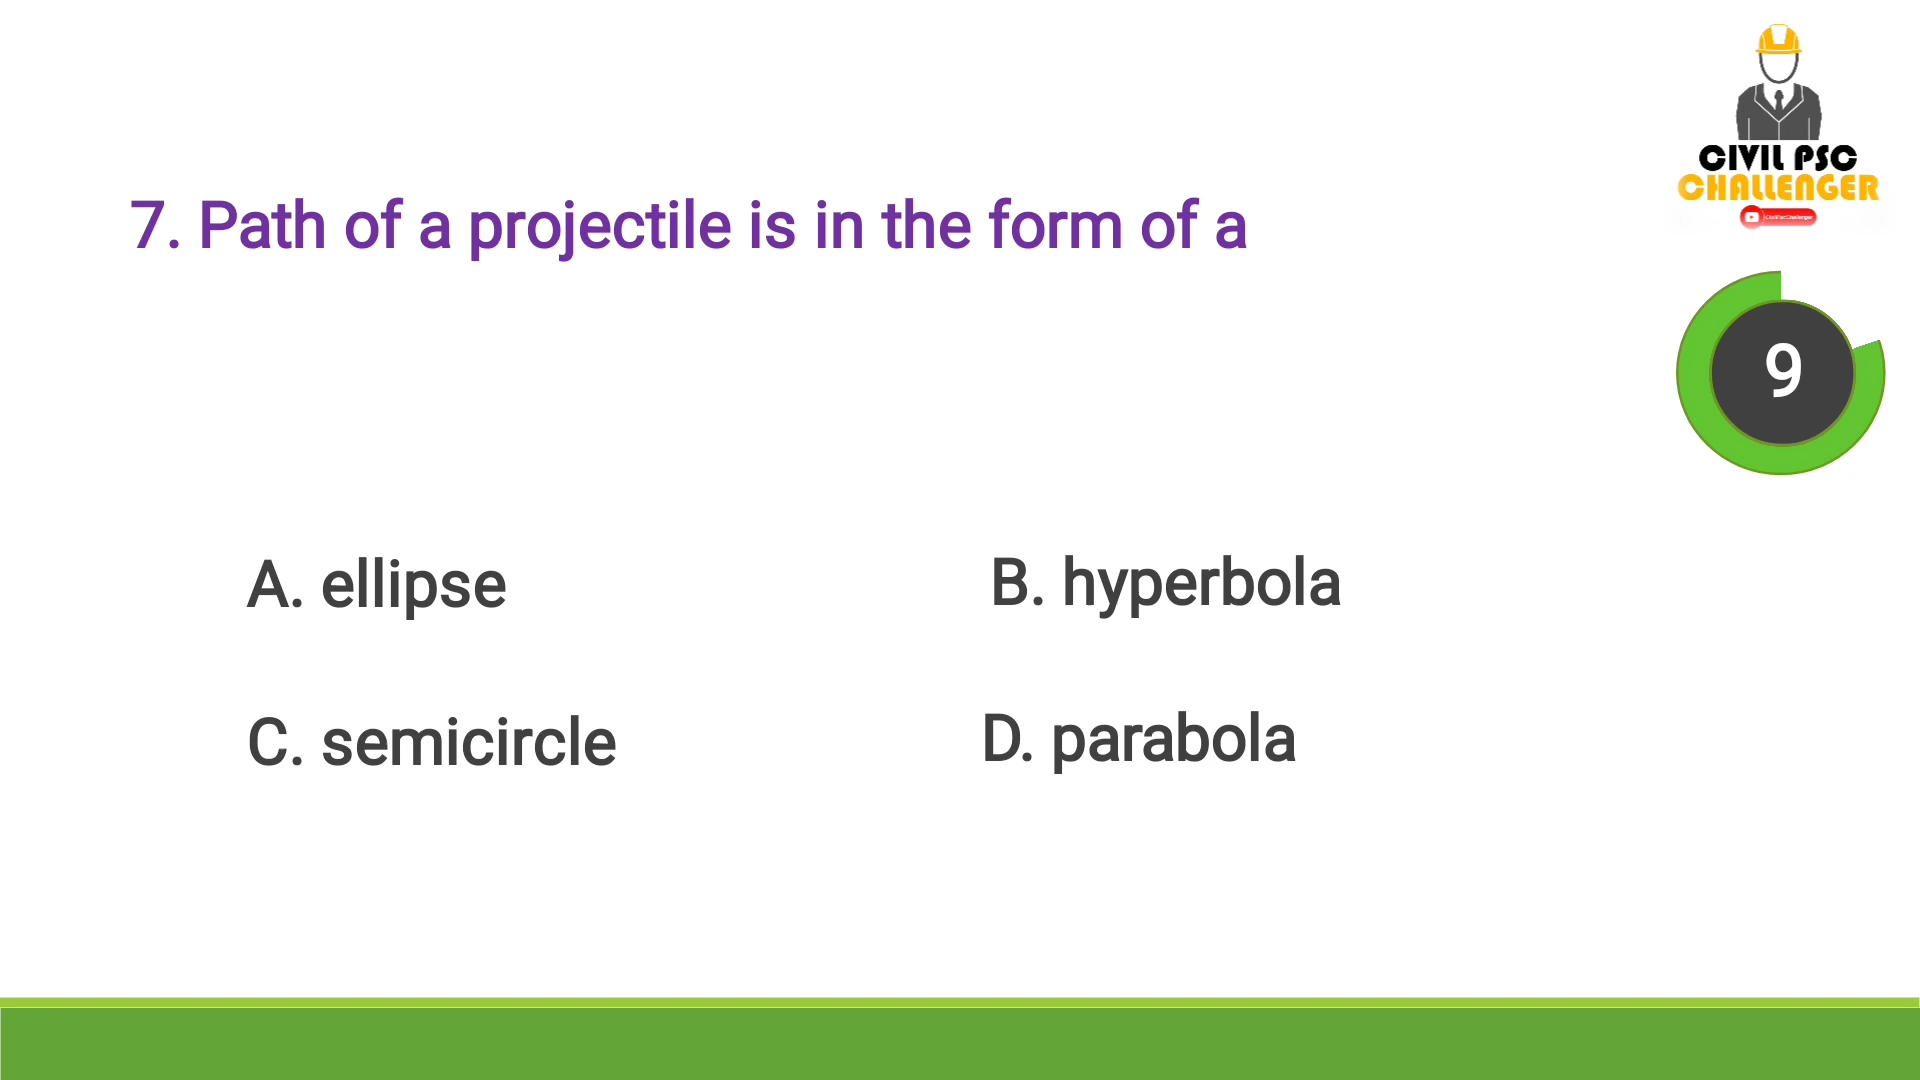 CIVIL PSC
CHALLENGER
7. Path of a projectile is in the form of a
9
A. ellipse
B. hyperbola
C. semicircle
D. parabola